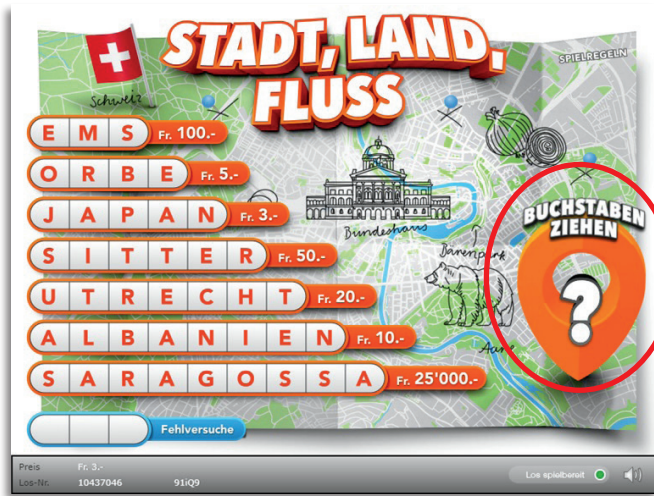 STADT, LAND,
FLUSS
SPIELREGELN
Schweiz
EMS Fr. 100.-
ORBE Fr. 5.-
JAPAN Fr. 3.-
BUCHSTABEN
ZIEHEN
Bundeshaus
SITTER Fr. 50.-
Bärenpark
?
UTRECHT Fr. 20.-
ALBANIEN Fr. 10.-
Aare
SARAGOSSA Fr. 25'000.-
Fehlversuche
Preis Fr. 3.-
Los spielbereit
Los-Nr. 10437046 91iQ9